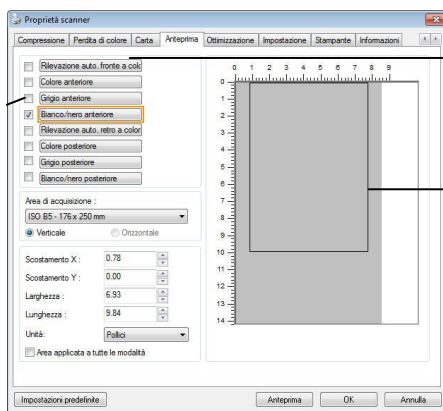 Proprietà scanner
Compressione Perdita di colore Carta Anteprima Ottimizzazione Impostazione Stampante Informazioni
Rilevazione auto. fronte a colo
Colore anteriore
Grigio anteriore
Bianco/nero anteriore
Rilevazione auto. retro a color
Colore posteriore
Grigio posteriore
Bianco/nero posteriore
Area di acquisizione :
ISO B5 - 176 x 250 mm
Verticale Orizzontale
Scostamento X : 0.78
Scostamento Y : 0.00
Larghezza : 6.93
Lunghezza : 9.84
Unità: Pollici
Area applicata a tutte le modalità
0 1 2 3 4 5 6 7 8 9
0
1
2
3
4
5
6
7
8
9
10
11
12
13
14
Impostazioni predefinite Anteprima OK Annulla